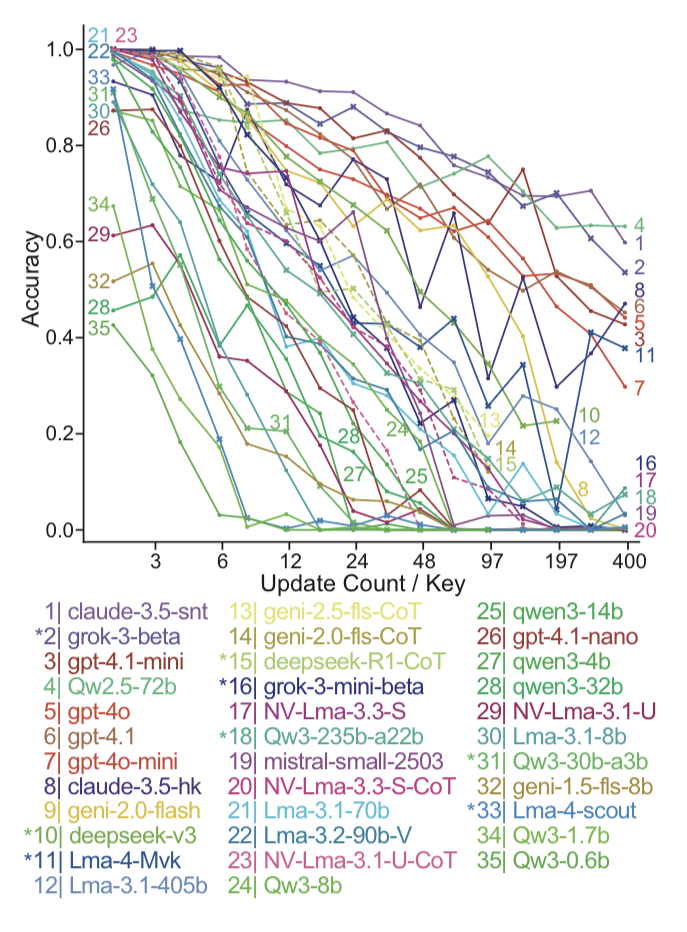 21 23
1.0
22
33
31
30
26
0.8
34
4
29
0.6
1
2
32
8
28
6
35
5
3
0.4
11
7
31
28
24
13
10
12
0.2
14
15
27
25
16
8
17
18
19
0.0
20
Accuracy
3 6 12 24 48 97 197 400
Update Count / Key
1| claude-3.5-snt 13| geni-2.5-fls-CoT 25| qwen3-14b
*2| grok-3-beta 14| geni-2.0-fls-CoT 26| gpt-4.1-nano
3| gpt-4.1-mini *15| deepseek-R1-CoT 27| qwen3-4b
4| Qw2.5-72b *16| grok-3-mini-beta 28| qwen3-32b
5| gpt-4o 17| NV-Lma-3.3-S 29| NV-Lma-3.1-U
6| gpt-4.1 *18| Qw3-235b-a22b 30| Lma-3.1-8b
7| gpt-4o-mini 19| mistral-small-2503 *31| Qw3-30b-a3b
8| claude-3.5-hk 20| NV-Lma-3.3-S-CoT 32| geni-1.5-fls-8b
9| geni-2.0-flash 21| Lma-3.1-70b *33| Lma-4-scout
*10| deepseek-v3 22| Lma-3.2-90b-V 34| Qw3-1.7b
*11| Lma-4-Mvk 23| NV-Lma-3.1-U-CoT 35| Qw3-0.6b
12| Lma-3.1-405b 24| Qw3-8b